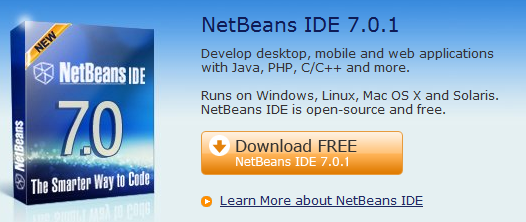 NEW
NetBeans IDE
7.0
The Smarter Way to Code
NetBeans
NetBeans IDE 7.0.1
Develop desktop, mobile and web applications
with Java, PHP, C/C++ and more.
Runs on Windows, Linux, Mac OS X and Solaris.
NetBeans IDE is open-source and free.
Download FREE
NetBeans IDE 7.0.1
Learn More about NetBeans IDE